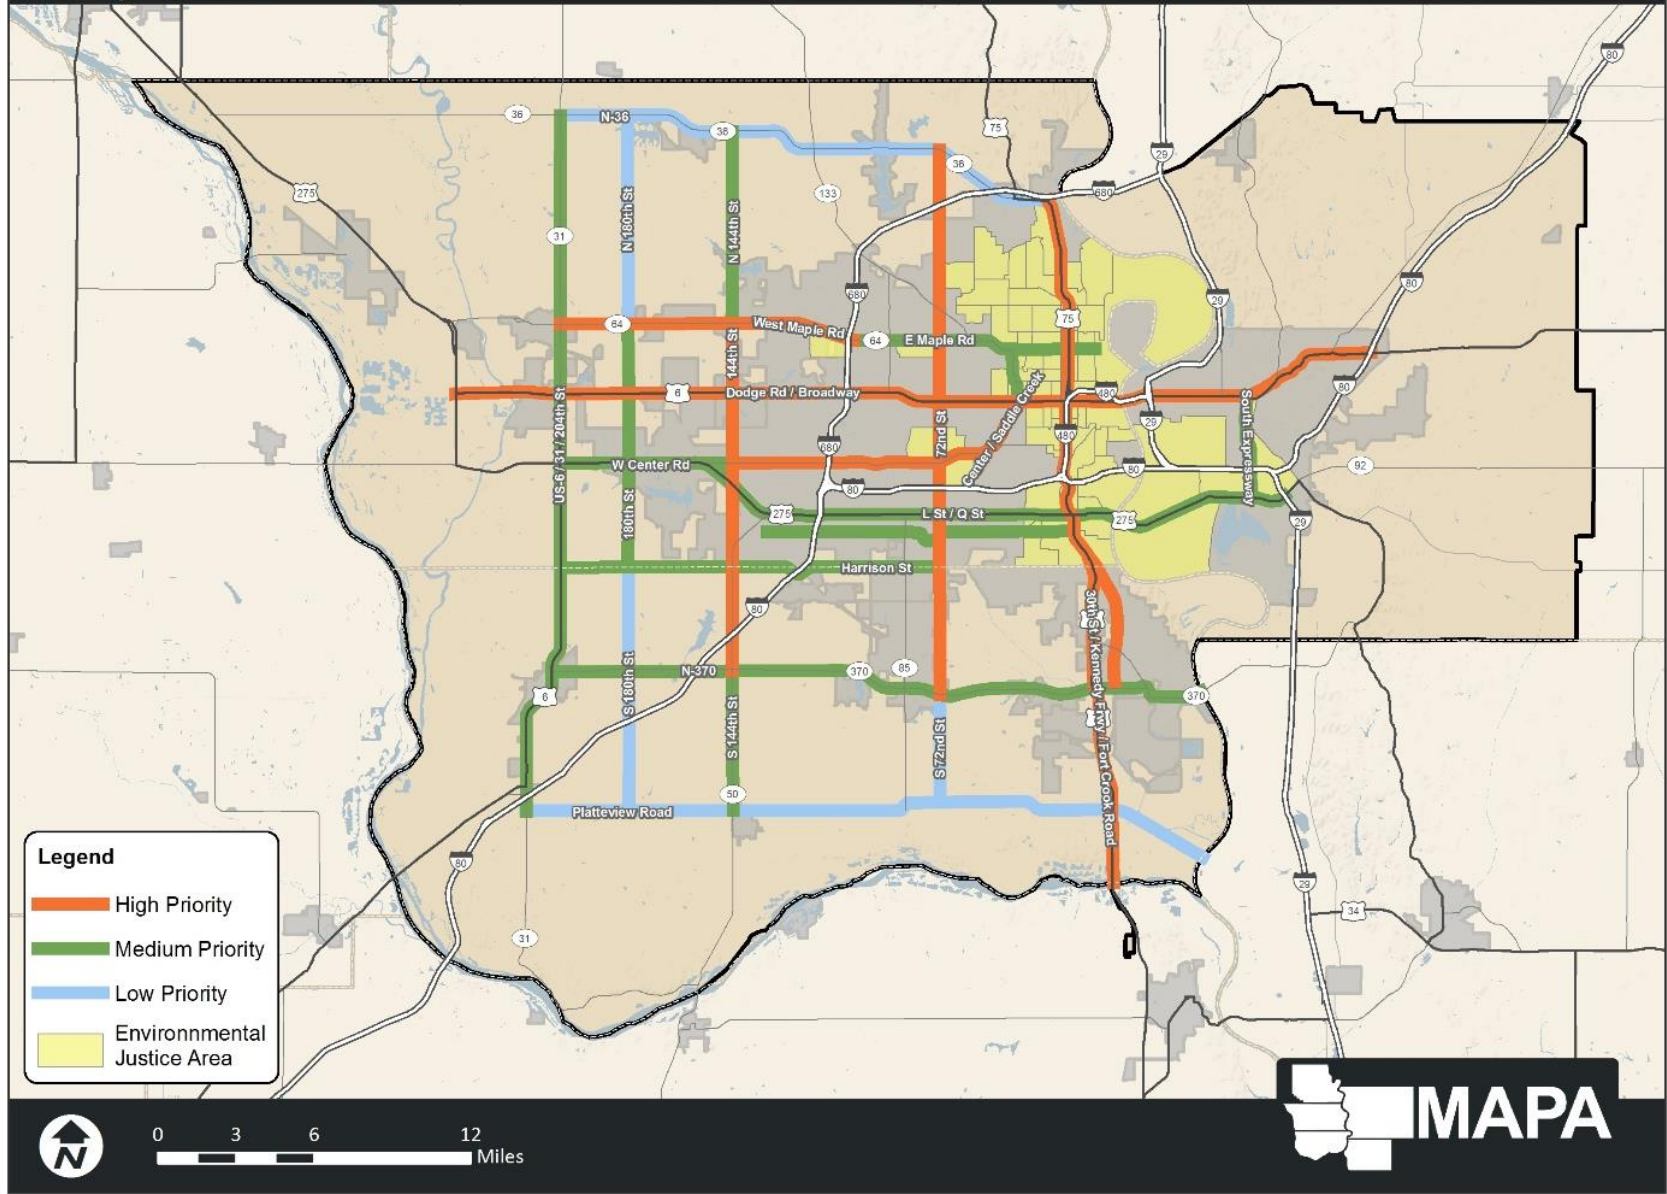 80
29
75
36
N-36
38
36
275
133
680
31
N 180th St
N 144th St
680
29
80
64
West Maple Rd
64
E Maple Rd
75
144th St
6
Dodge Rd / Broadway
480
80
US-6 / 31 / 204th St
72nd St
Center / Saddle Creek
29
South Expressway
680
480
W Center Rd
80
80
92
180th St
275
L St / Q St
275
29
Harrison St
80
30th St / Kennedy Frwy / Fort Crook Road
N-370
370
85
370
6
S 180th St
S 144th St
S 72nd St
50
Platteview Road
80
29
34
31
Legend
High Priority
Medium Priority
Low Priority
Environnmental
Justice Area
N
0 3 6 12
Miles
MAPA